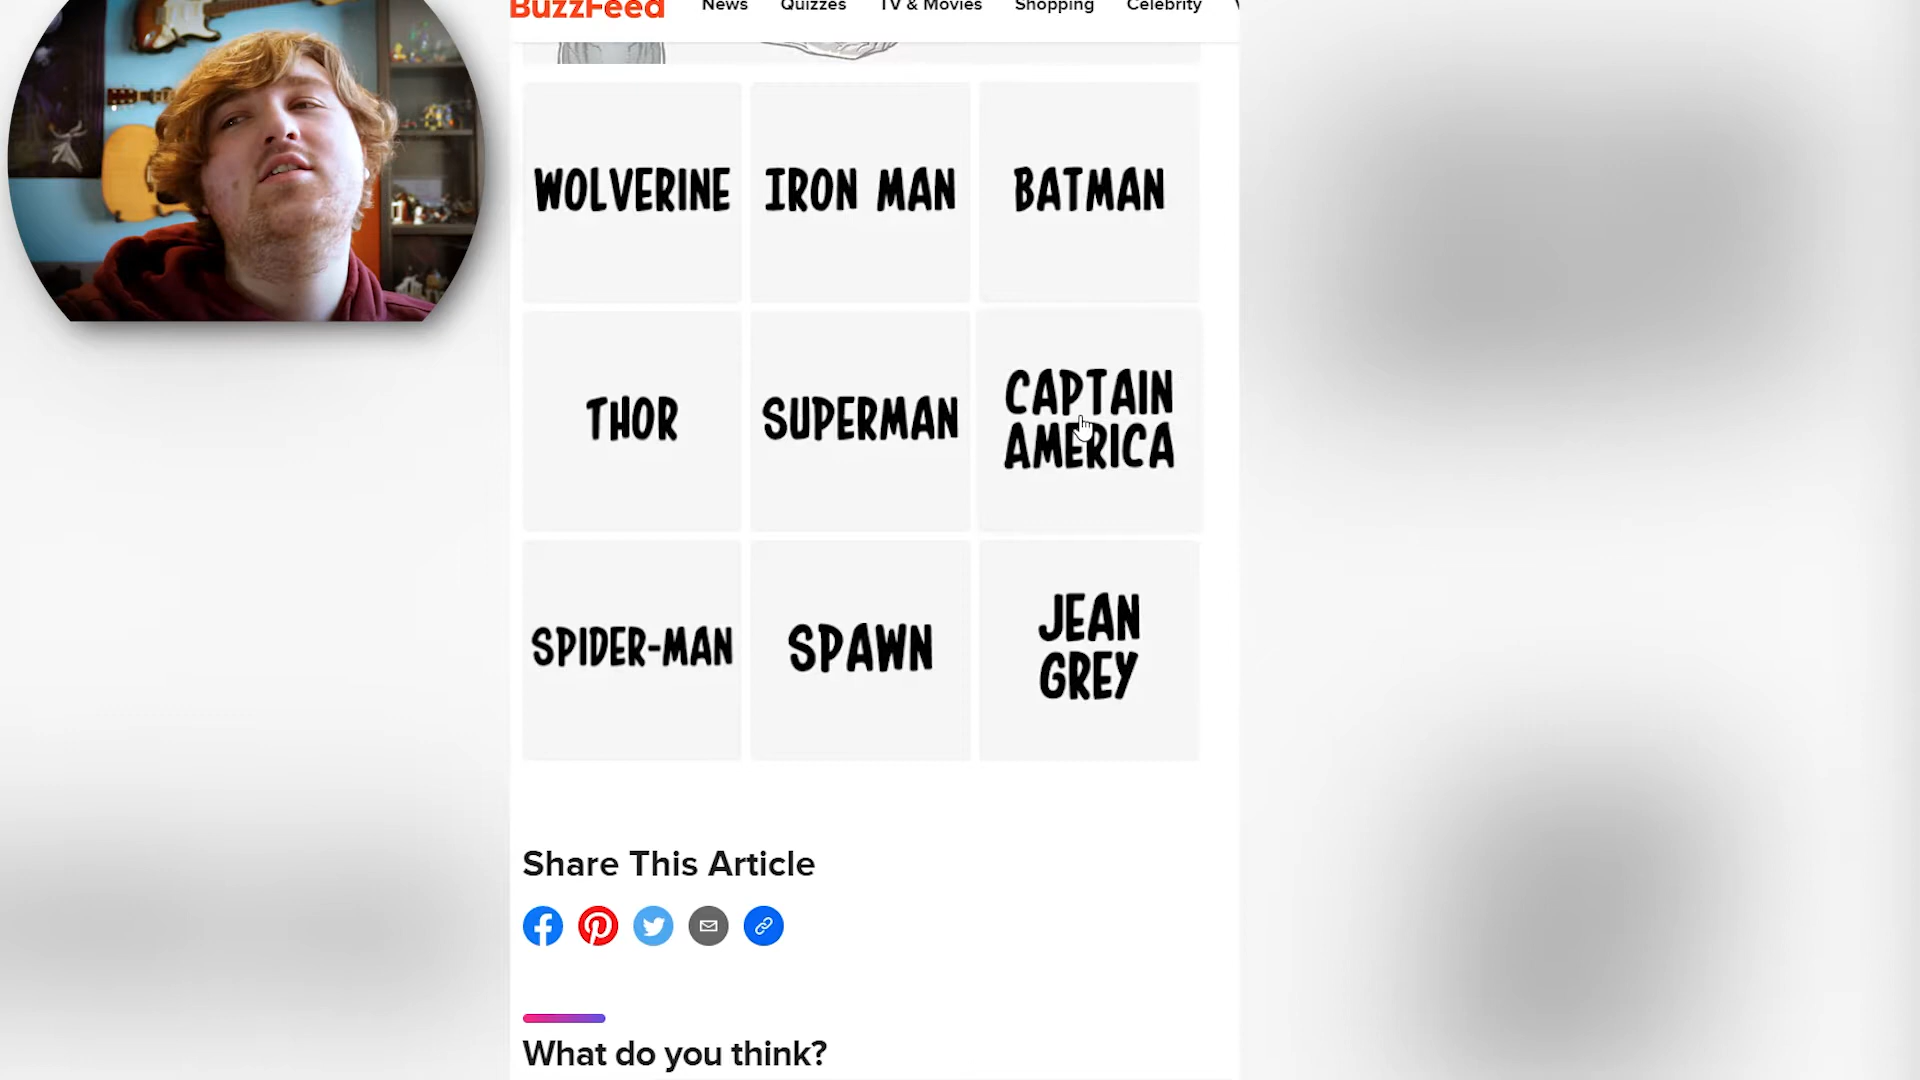 BuzzFeed News Quizzes TV & Movies Shopping Celebrity
WOLVERINE IRON MAN BATMAN
THOR SUPERMAN CAPTAIN AMERICA
SPIDER-MAN SPAWN JEAN GREY
Share This Article
What do you think?